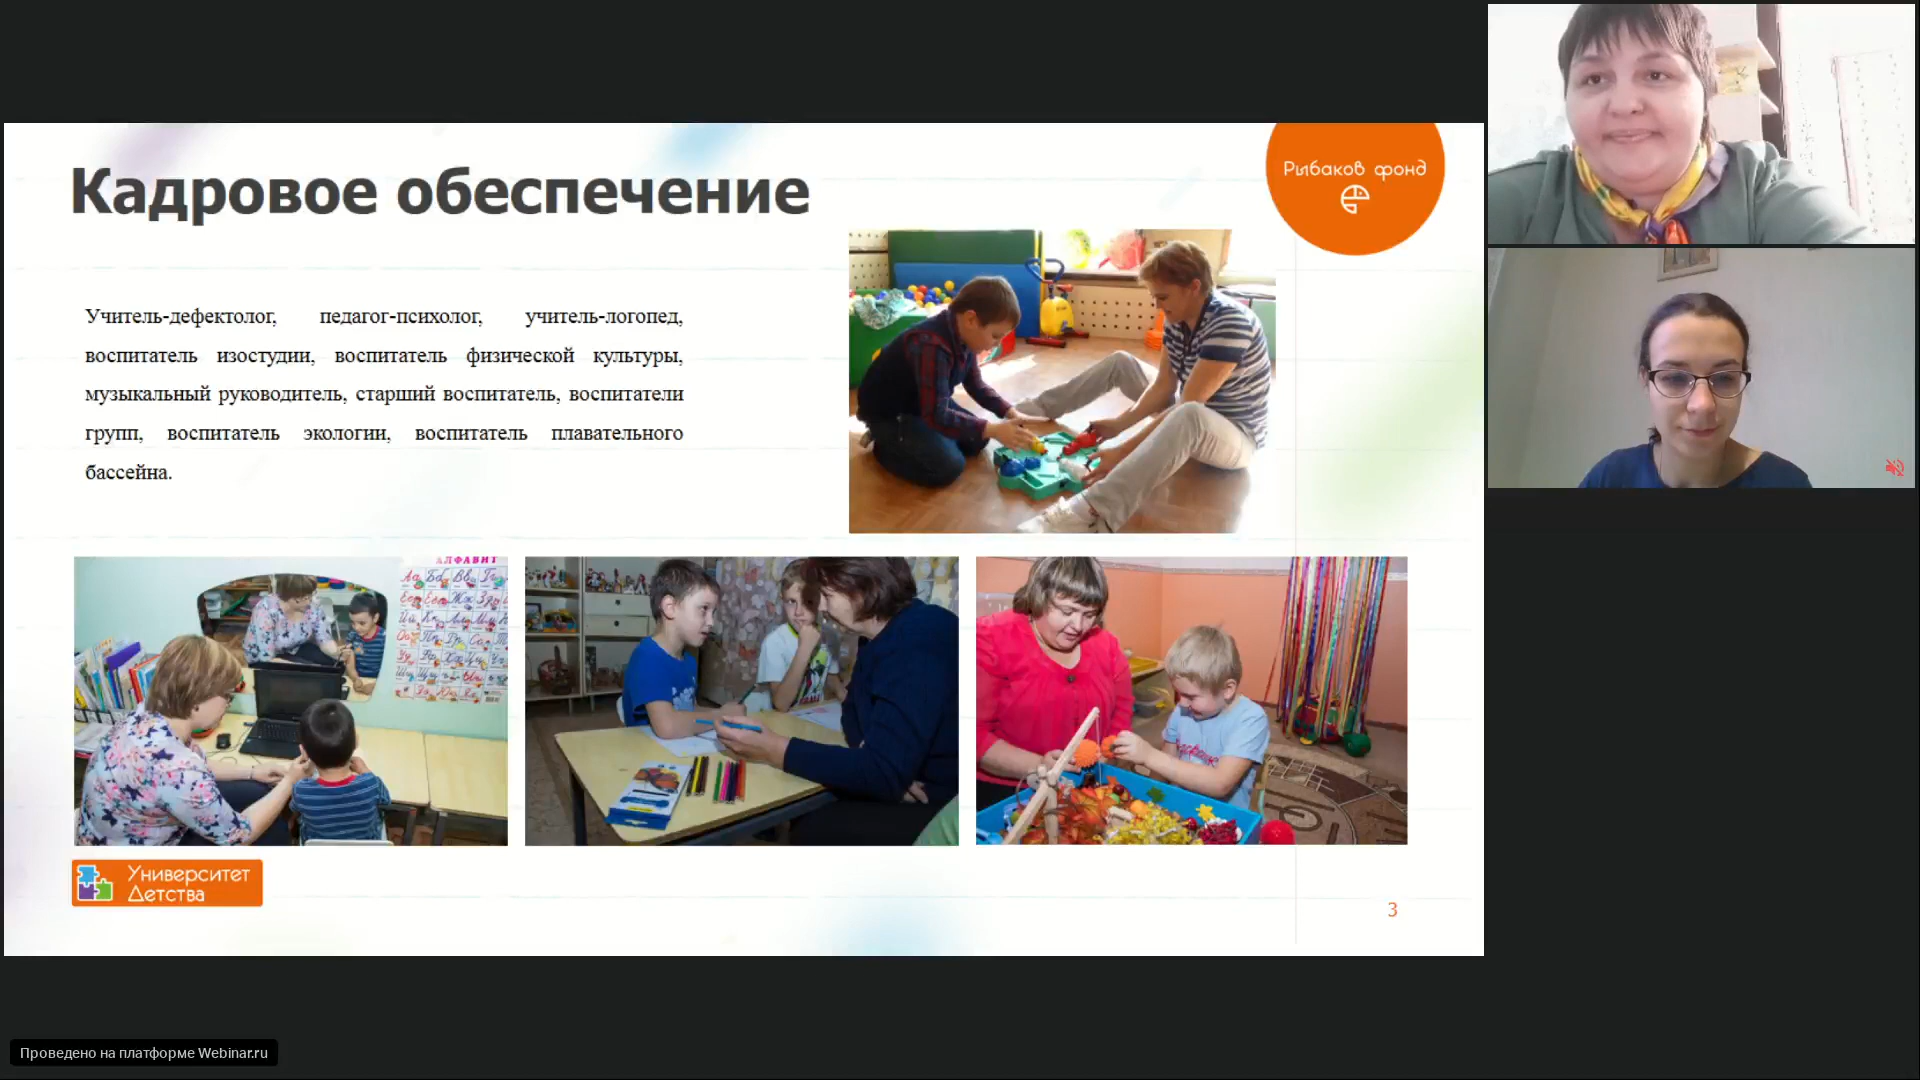 Кадровое обеспечение
Рыбаков фонд
Учитель-дефектолог, педагог-психолог, учитель-логопед,
воспитатель изостудии, воспитатель физической культуры,
музыкальный руководитель, старший воспитатель, воспитатели
групп, воспитатель экологии, воспитатель плавательного
бассейна.
АЛФАВИТ
Университет
Детства
3
Проведено на платформе Webinar.ru